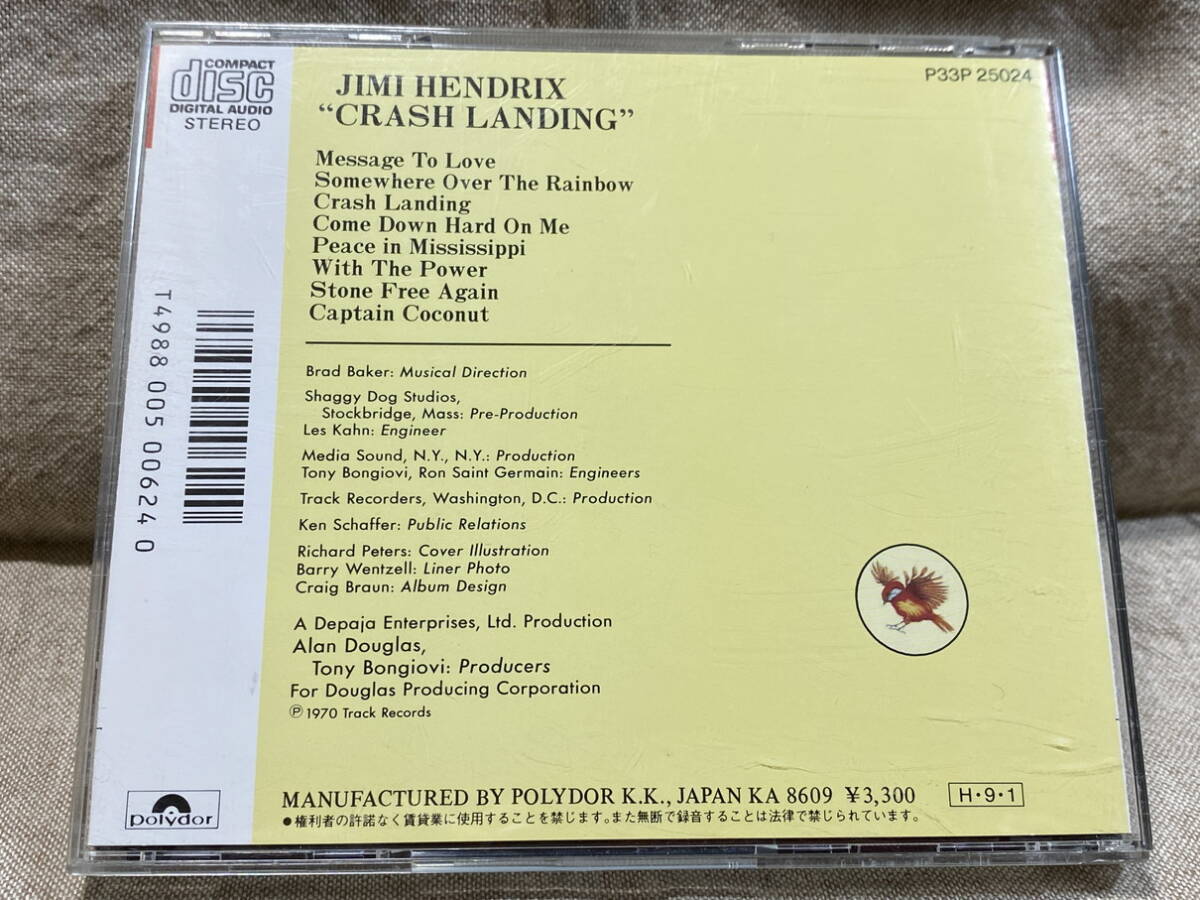 COMPACT
disc
DIGITAL AUDIO
STEREO
P33P 25024
JIMI HENDRIX
“CRASH LANDING”
Message To Love
Somewhere Over The Rainbow
Crash Landing
Come Down Hard On Me
Peace in Mississippi
With The Power
Stone Free Again
Captain Coconut
T4988 005 00624 0
Brad Baker: Musical Direction
Shaggy Dog Studios,
Stockbridge, Mass: Pre-Production
Les Kahn: Engineer
Media Sound, N.Y., N.Y.: Production
Tony Bongiovi, Ron Saint Germain: Engineers
Track Recorders, Washington, D.C.: Production
Ken Schaffer: Public Relations
Richard Peters: Cover Illustration
Barry Wentzell: Liner Photo
Craig Braun: Album Design
A Depaja Enterprises, Ltd. Production
Alan Douglas,
Tony Bongiovi: Producers
For Douglas Producing Corporation
℗ 1970 Track Records
polydor
MANUFACTURED BY POLYDOR K.K., JAPAN KA 8609 ¥3,300
H・9・1
●権利者の許諾なく賃貸業に使用することを禁じます。また無断で録音することは法律で禁じられています。